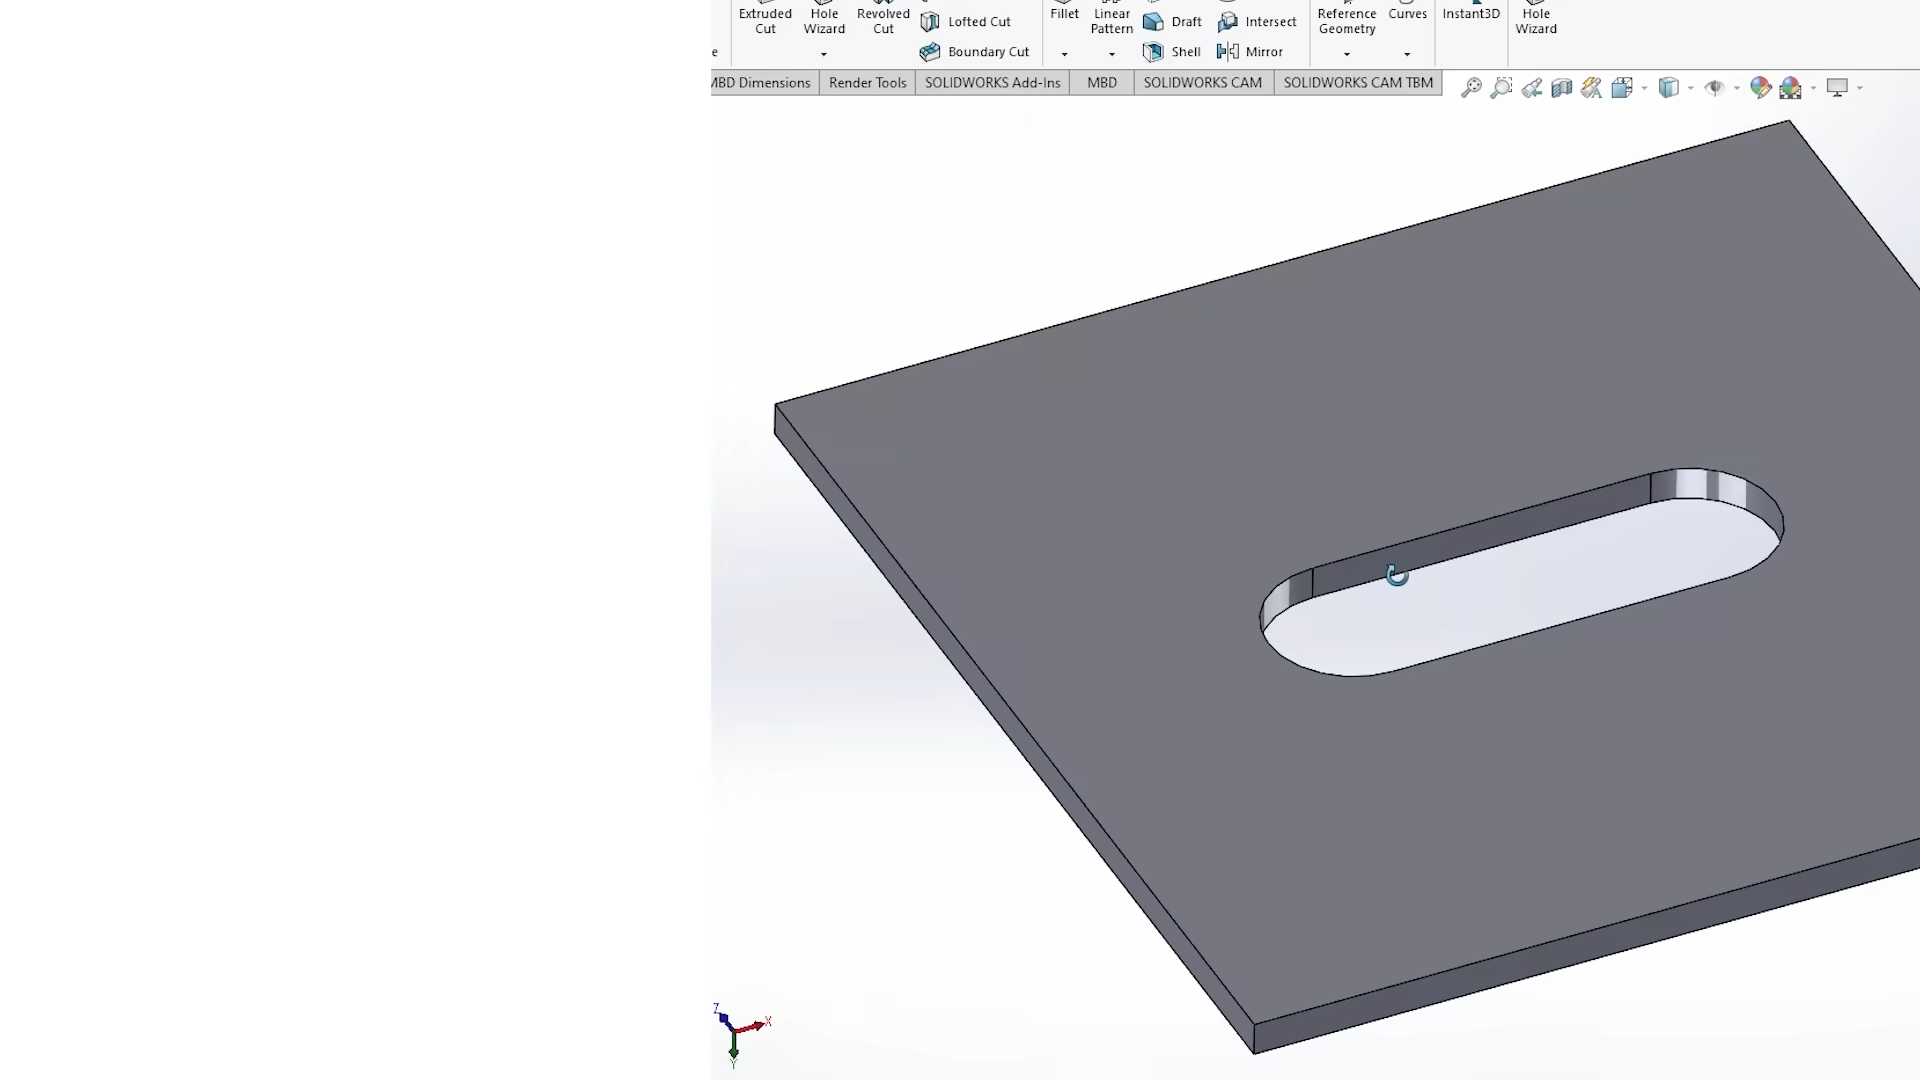 Extruded Cut
Hole Wizard
Revolved Cut
Lofted Cut
Boundary Cut
Fillet
Linear Pattern
Draft
Shell
Intersect
Mirror
Reference Geometry
Curves
Instant3D
Hole Wizard
e
MBD Dimensions
Render Tools
SOLIDWORKS Add-Ins
MBD
SOLIDWORKS CAM
SOLIDWORKS CAM TBM
Z
X
Y